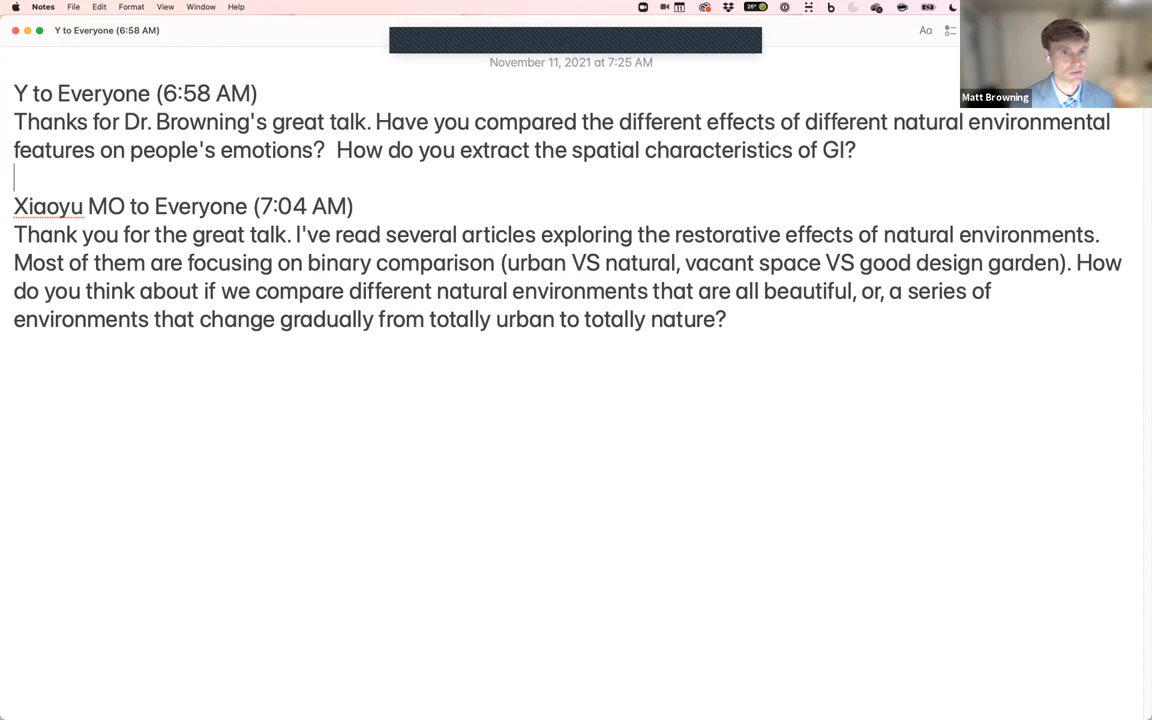 Notes File Edit Format View Window Help
Y to Everyone (6:58 AM)
Aa
November 11, 2021 at 7:25 AM
Matt Browning
Y to Everyone (6:58 AM)
Thanks for Dr. Browning's great talk. Have you compared the different effects of different natural environmental
features on people's emotions?  How do you extract the spatial characteristics of GI?
Xiaoyu MO to Everyone (7:04 AM)
Thank you for the great talk. I've read several articles exploring the restorative effects of natural environments.
Most of them are focusing on binary comparison (urban VS natural, vacant space VS good design garden). How
do you think about if we compare different natural environments that are all beautiful, or, a series of
environments that change gradually from totally urban to totally nature?